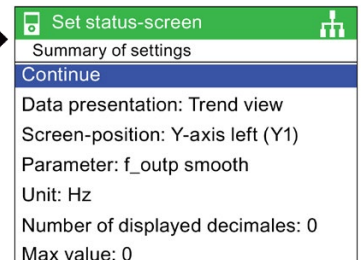 Set status-screen
Summary of settings
Continue
Data presentation: Trend view
Screen-position: Y-axis left (Y1)
Parameter: f_outp smooth
Unit: Hz
Number of displayed decimales: 0
Max value: 0